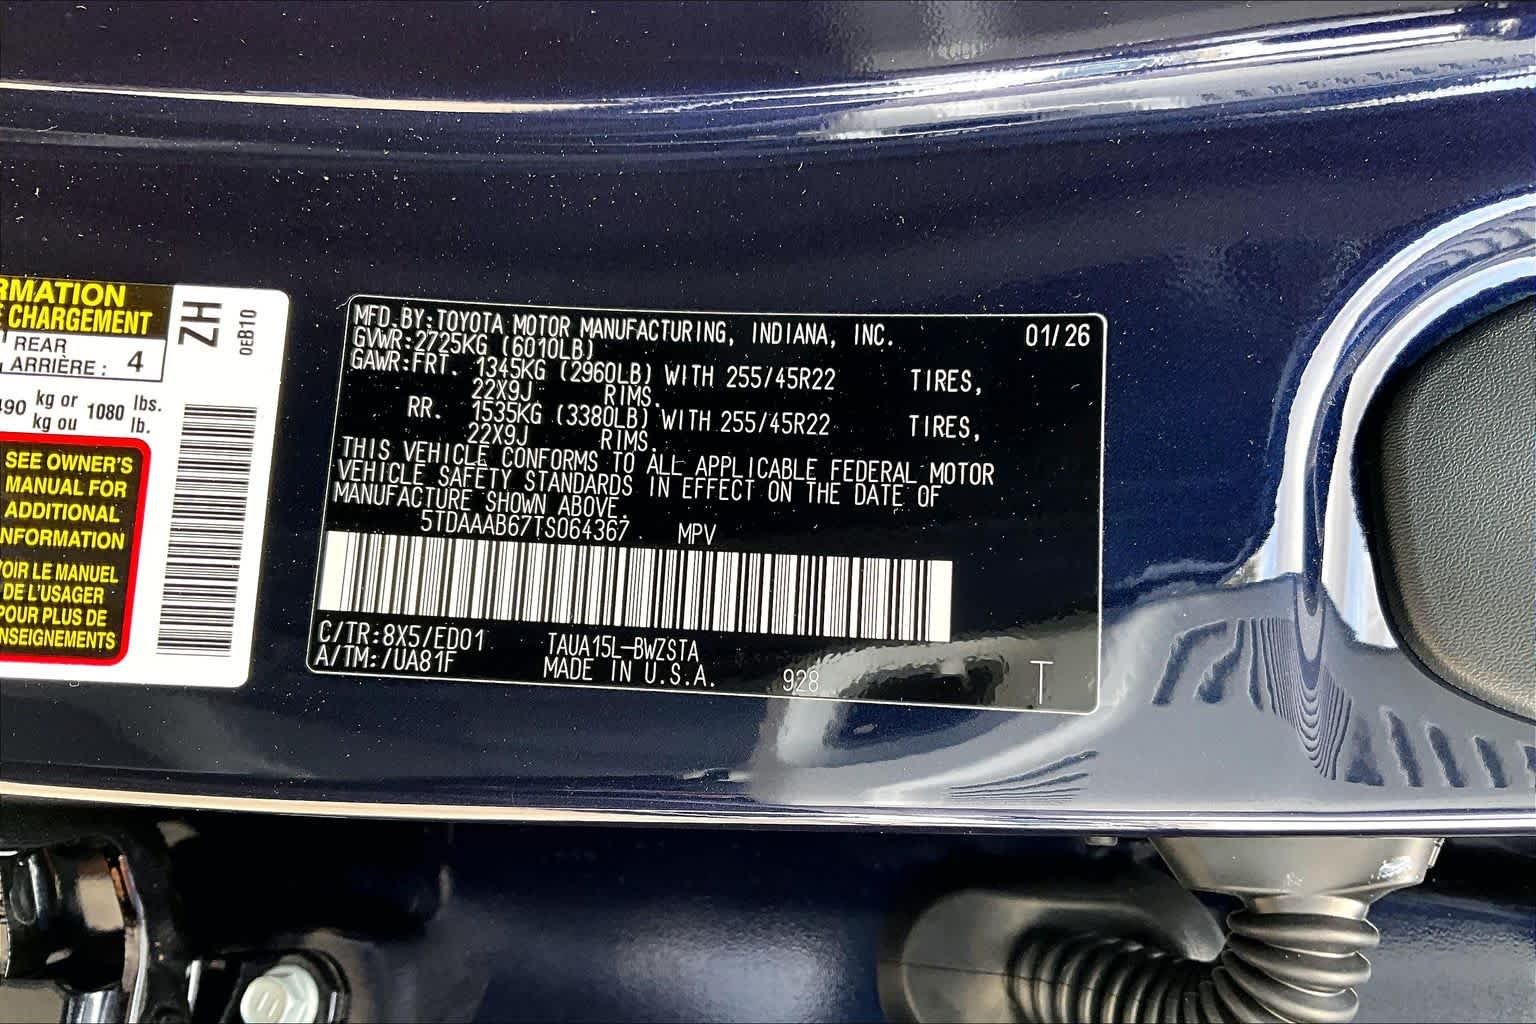 RMATION
E CHARGEMENT
REAR
ARRIÈRE : 4
490 kg or 1080 lbs.
kg ou lb.
SEE OWNER'S
MANUAL FOR
ADDITIONAL
NFORMATION
VOIR LE MANUEL
DE L'USAGER
POUR PLUS DE
NSEIGNEMENTS
ZH
0EB10
MFD.BY:TOYOTA MOTOR MANUFACTURING, INDIANA, INC. 01/26
GVWR:2725KG (6010LB)
GAWR:FRT. 1345KG (2960LB) WITH 255/45R22 TIRES,
22X9J RIMS.
RR. 1535KG (3380LB) WITH 255/45R22 TIRES,
22X9J RIMS.
THIS VEHICLE CONFORMS TO ALL APPLICABLE FEDERAL MOTOR
VEHICLE SAFETY STANDARDS IN EFFECT ON THE DATE OF
MANUFACTURE SHOWN ABOVE.
5TDAAAB67TS064367 MPV
C/TR:8X5/ED01 TAUA15L-BWZSTA
A/TM:/UA81F MADE IN U.S.A. 928 T